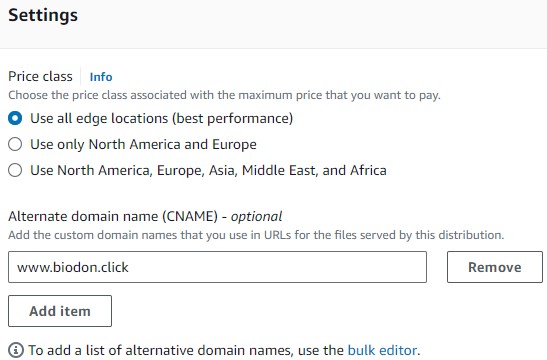 Settings
Price class Info
Choose the price class associated with the maximum price that you want to pay.
Use all edge locations (best performance)
Use only North America and Europe
Use North America, Europe, Asia, Middle East, and Africa
Alternate domain name (CNAME) - optional
Add the custom domain names that you use in URLs for the files served by this distribution.
www.biodon.click Remove
Add item
To add a list of alternative domain names, use the bulk editor.